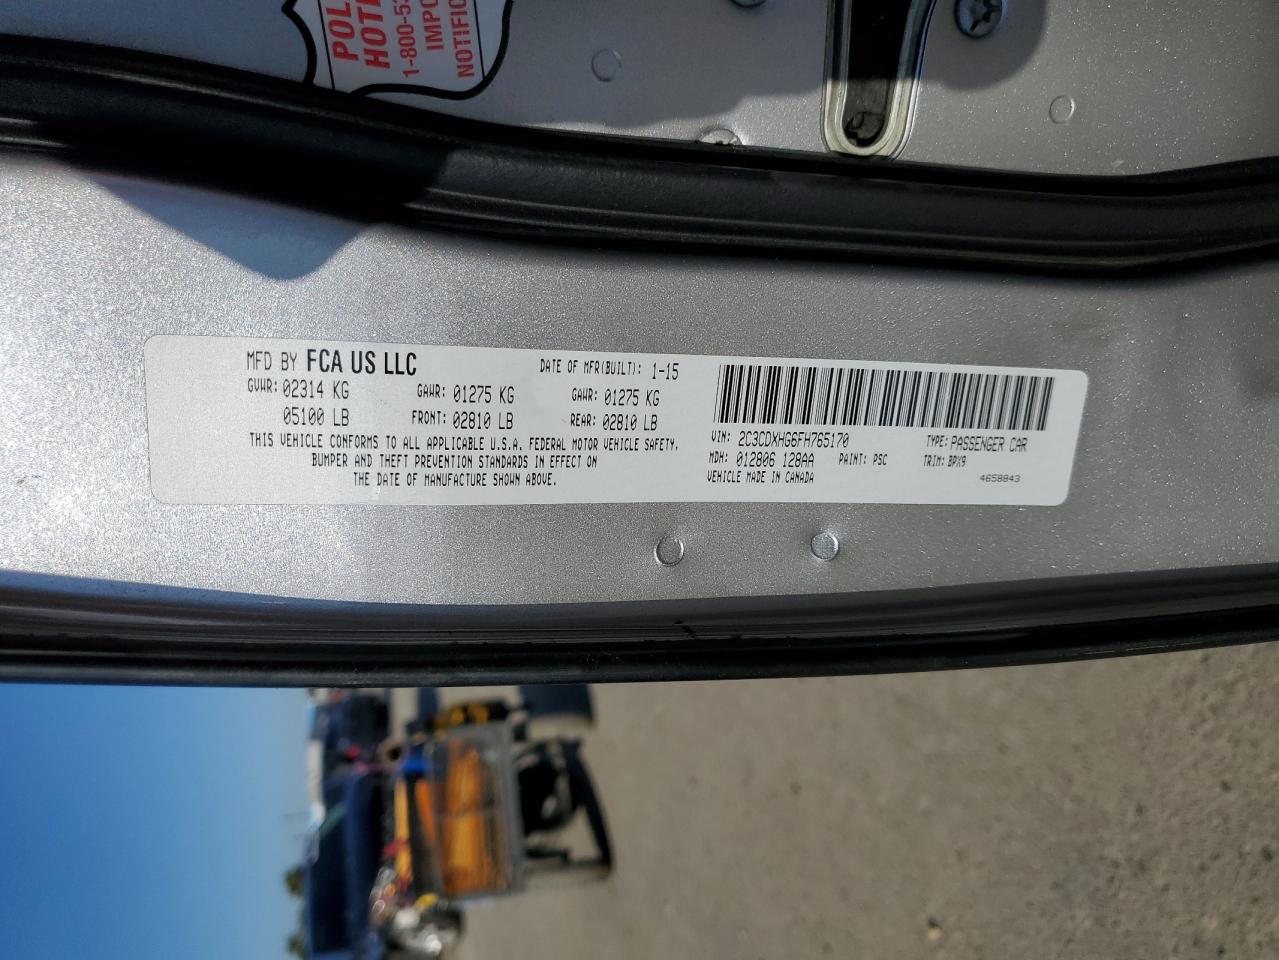 POL
HOT
1-800-53
IMPO
NOTIFIC
MFD BY FCA US LLC
DATE OF MFR(BUILT): 1-15
GVWR: 02314 KG GAWR: 01275 KG GAWR: 01275 KG
05100 LB FRONT: 02810 LB REAR: 02810 LB
THIS VEHICLE CONFORMS TO ALL APPLICABLE U.S.A. FEDERAL MOTOR VEHICLE SAFETY,
BUMPER AND THEFT PREVENTION STANDARDS IN EFFECT ON
THE DATE OF MANUFACTURE SHOWN ABOVE.
VIN: 2C3CDXHG6FH765170 TYPE: PASSENGER CAR
MDH: 012806 128AA PAINT: PSC TRIM: BPX9
VEHICLE MADE IN CANADA 4658843